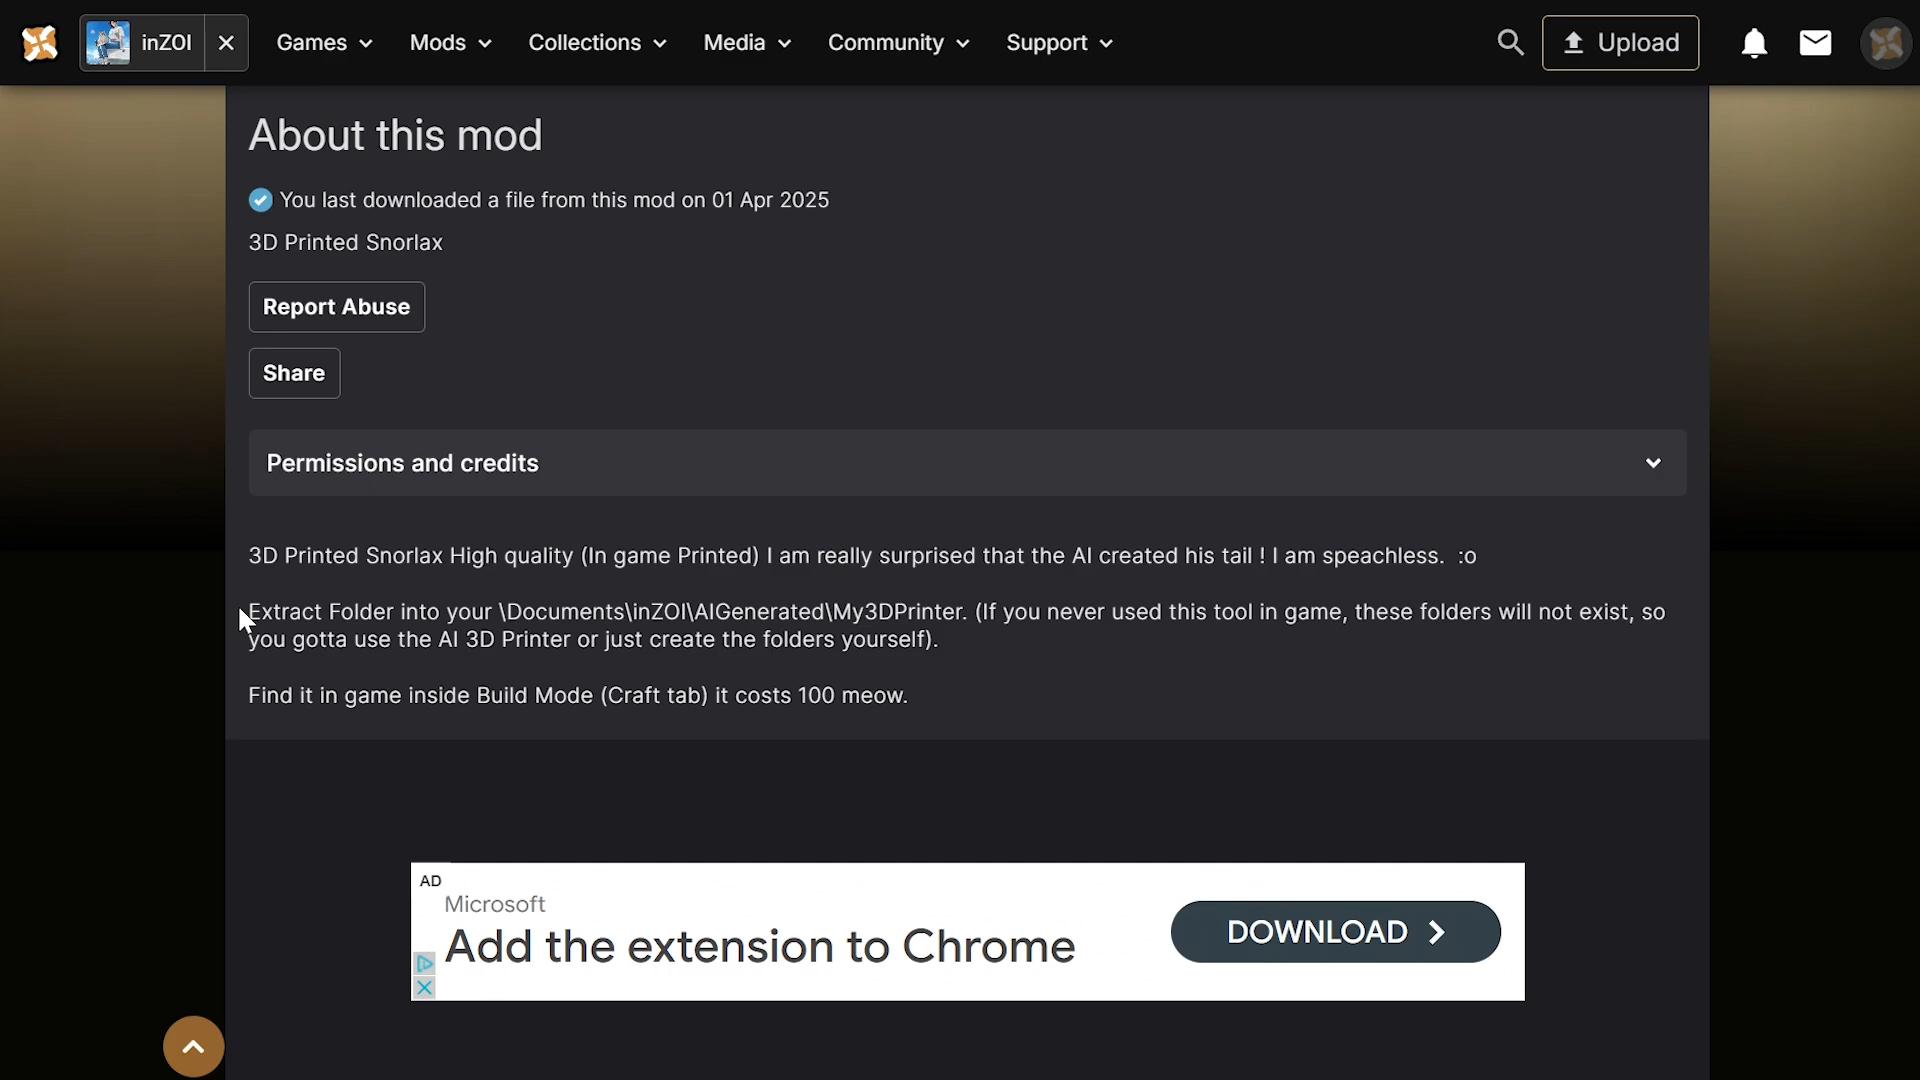 inZOI
Games
Mods
Collections
Media
Community
Support
Upload
About this mod
You last downloaded a file from this mod on 01 Apr 2025
3D Printed Snorlax
Report Abuse
Share
Permissions and credits
3D Printed Snorlax High quality (In game Printed) I am really surprised that the AI created his tail ! I am speachless.  :o
Extract Folder into your \Documents\inZOI\AIGenerated\My3DPrinter. (If you never used this tool in game, these folders will not exist, so
you gotta use the AI 3D Printer or just create the folders yourself).
Find it in game inside Build Mode (Craft tab) it costs 100 meow.
AD
Microsoft
Add the extension to Chrome
DOWNLOAD